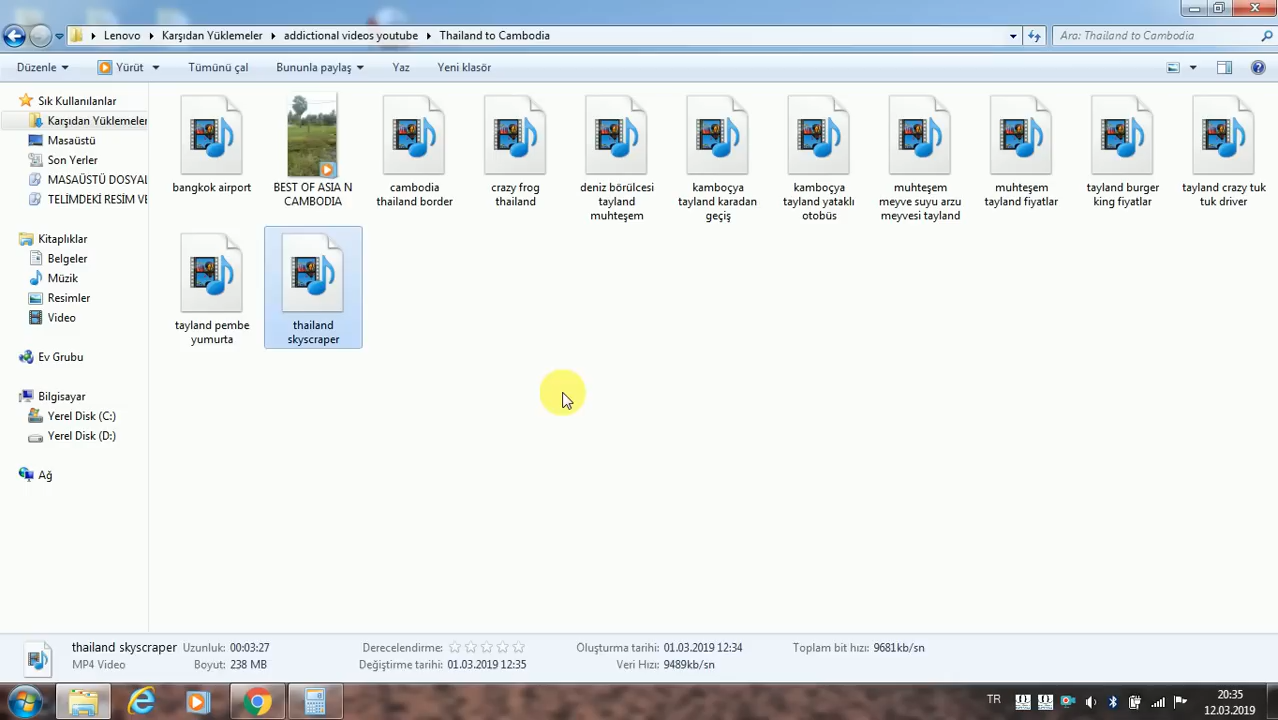 Lenovo
Karşıdan Yüklemeler
addictional videos youtube
Thailand to Cambodia
Ara: Thailand to Cambodia
Düzenle
Yürüt
Tümünü çal
Bununla paylaş
Yaz
Yeni klasör
Sık Kullanılanlar
Karşıdan Yüklemeler
Masaüstü
Son Yerler
MASAÜSTÜ DOSYAL
TELİMDEKİ RESİM VE
Kitaplıklar
Belgeler
Müzik
Resimler
Video
Ev Grubu
Bilgisayar
Yerel Disk (C:)
Yerel Disk (D:)
Ağ
bangkok airport
BEST OF ASIA N
CAMBODIA
cambodia
thailand border
crazy frog
thailand
deniz börülcesi
tayland
muhteşem
kamboçya
tayland karadan
geçiş
kamboçya
tayland yataklı
otobüs
muhteşem
meyve suyu arzu
meyvesi tayland
muhteşem
tayland fiyatlar
tayland burger
king fiyatlar
tayland crazy tuk
tuk driver
tayland pembe
yumurta
thailand
skyscraper
thailand skyscraper
MP4 Video
Uzunluk: 00:03:27
Boyut: 238 MB
Derecelendirme:
Değiştirme tarihi: 01.03.2019 12:35
Oluşturma tarihi: 01.03.2019 12:34
Veri Hızı: 9489kb/sn
Toplam bit hızı: 9681kb/sn
TR
20:35
12.03.2019